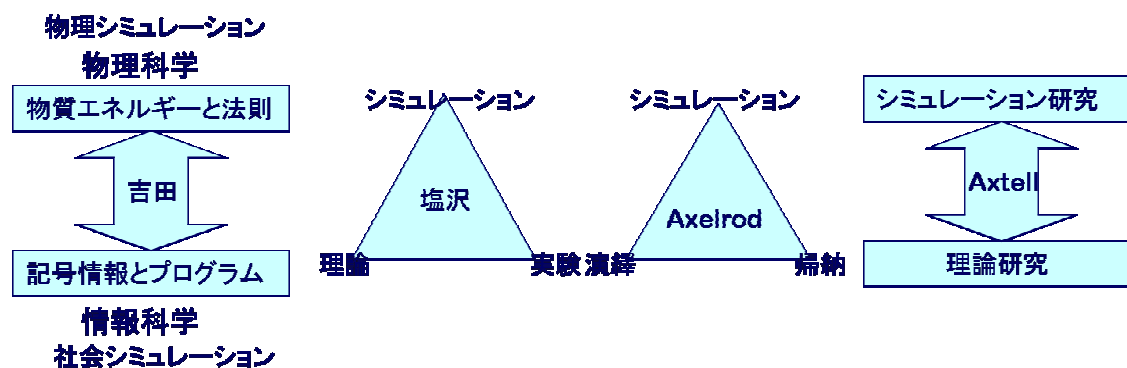 物理シミュレーション
物理科学
物質エネルギーと法則
吉田
記号情報とプログラム
情報科学
社会シミュレーション
シミュレーション
塩沢
理論
実験
シミュレーション
Axelrod
演繹
帰納
シミュレーション研究
Axtell
理論研究